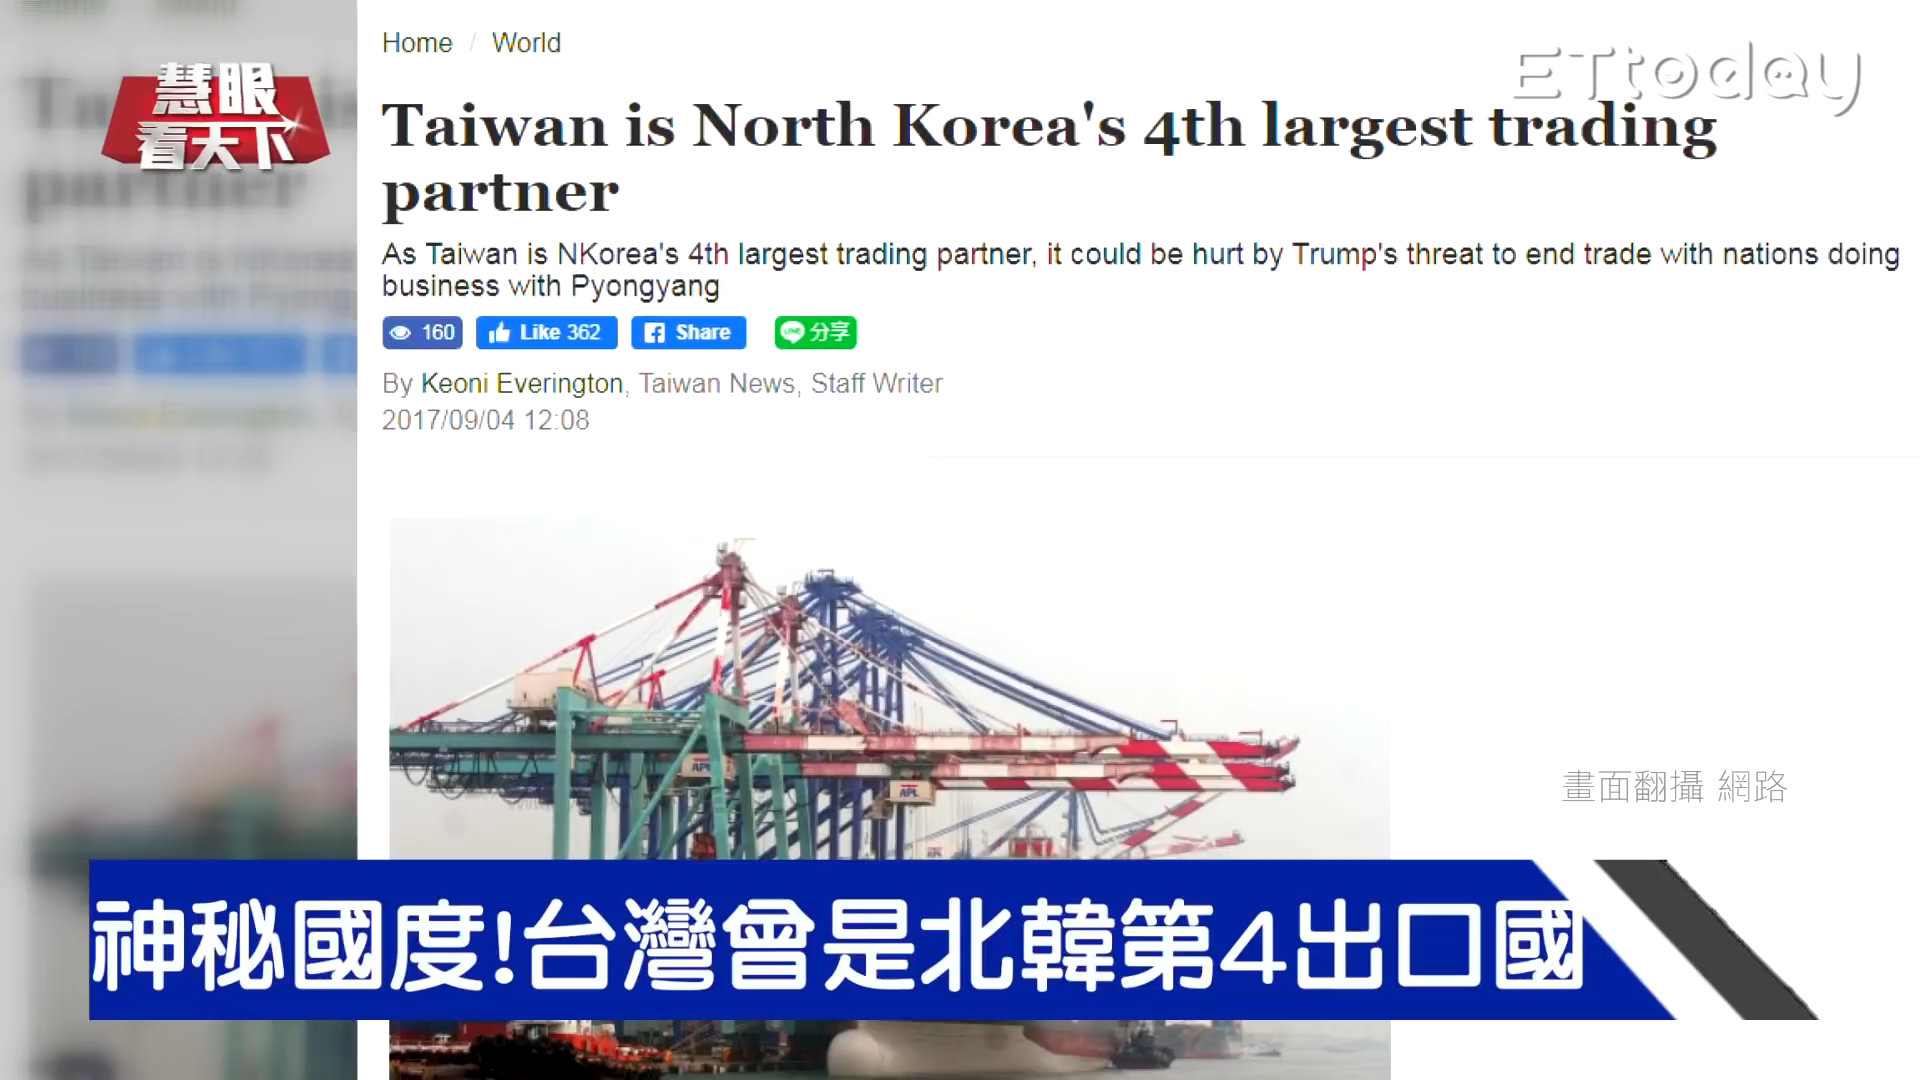 Home / World
ETtoday
慧眼
看天下
Taiwan is North Korea's 4th largest trading
partner
As Taiwan is NKorea's 4th largest trading partner, it could be hurt by Trump's threat to end trade with nations doing
business with Pyongyang
160 Like 362 Share LINE 分享
By Keoni Everington, Taiwan News, Staff Writer
2017/09/04 12:08
APL
APL
APL
畫面翻攝 網路
神秘國度!台灣曾是北韓第4出口國